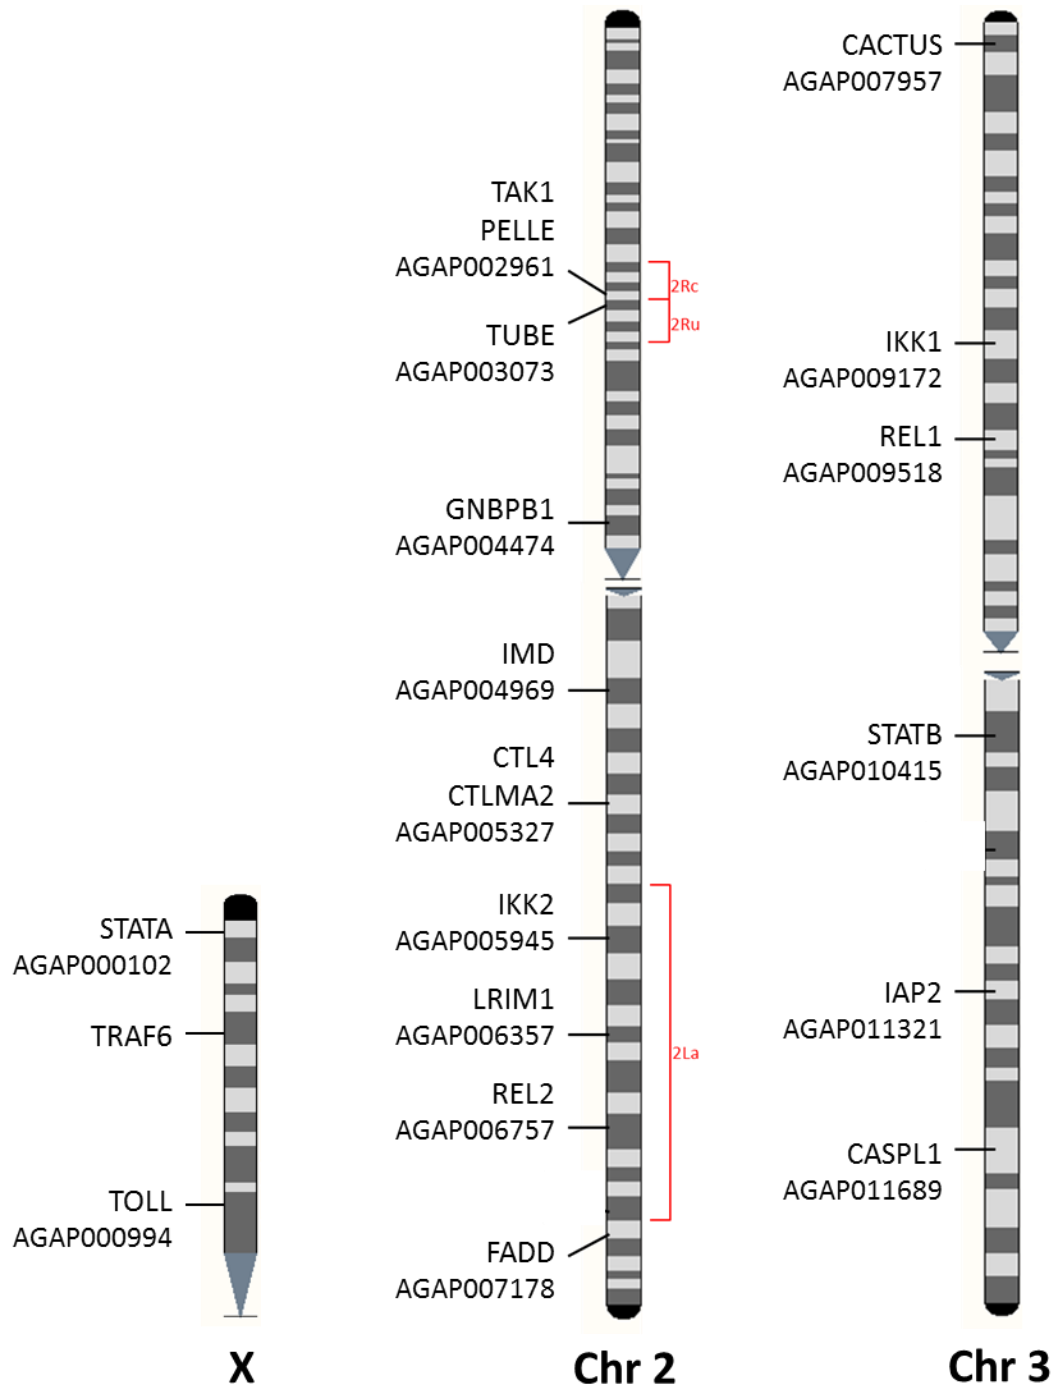 STATA
AGAP000102
TRAF6
TOLL
AGAP000994
X
TAK1
PELLE
AGAP002961
TUBE
AGAP003073
2Rc
2Ru
GNBPB1
AGAP004474
IMD
AGAP004969
CTL4
CTLMA2
AGAP005327
IKK2
AGAP005945
LRIM1
AGAP006357
2La
REL2
AGAP006757
FADD
AGAP007178
Chr 2
CACTUS
AGAP007957
IKK1
AGAP009172
REL1
AGAP009518
STATB
AGAP010415
IAP2
AGAP011321
CASPL1
AGAP011689
Chr 3